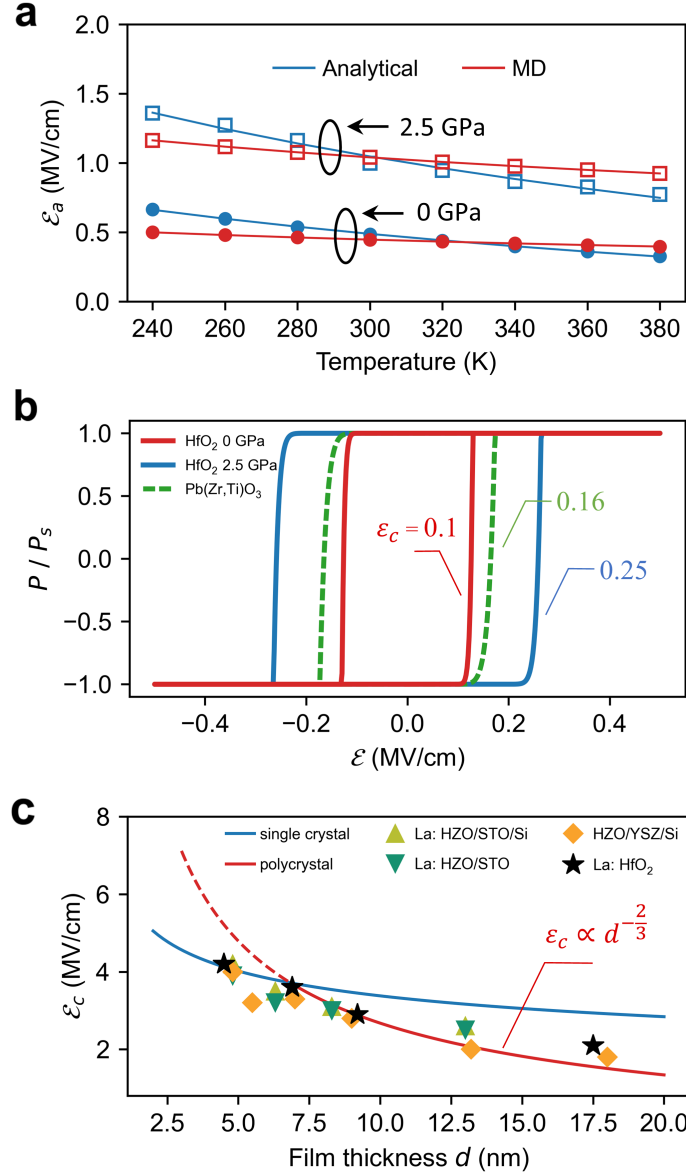 a
2.0
1.5
1.0
0.5
0.0
ℰa (MV/cm)
Analytical
MD
2.5 GPa
0 GPa
240 260 280 300 320 340 360 380
Temperature (K)
b
1.0
0.5
0.0
−0.5
−1.0
P / Ps
HfO2 0 GPa
HfO2 2.5 GPa
Pb(Zr,Ti)O3
εc = 0.1
0.16
0.25
−0.4 −0.2 0.0 0.2 0.4
ℰ (MV/cm)
c
8
6
4
2
ℰc (MV/cm)
single crystal
polycrystal
La: HZO/STO/Si
La: HZO/STO
HZO/YSZ/Si
La: HfO2
εc ∝ d^−2/3
2.5 5.0 7.5 10.0 12.5 15.0 17.5 20.0
Film thickness d (nm)